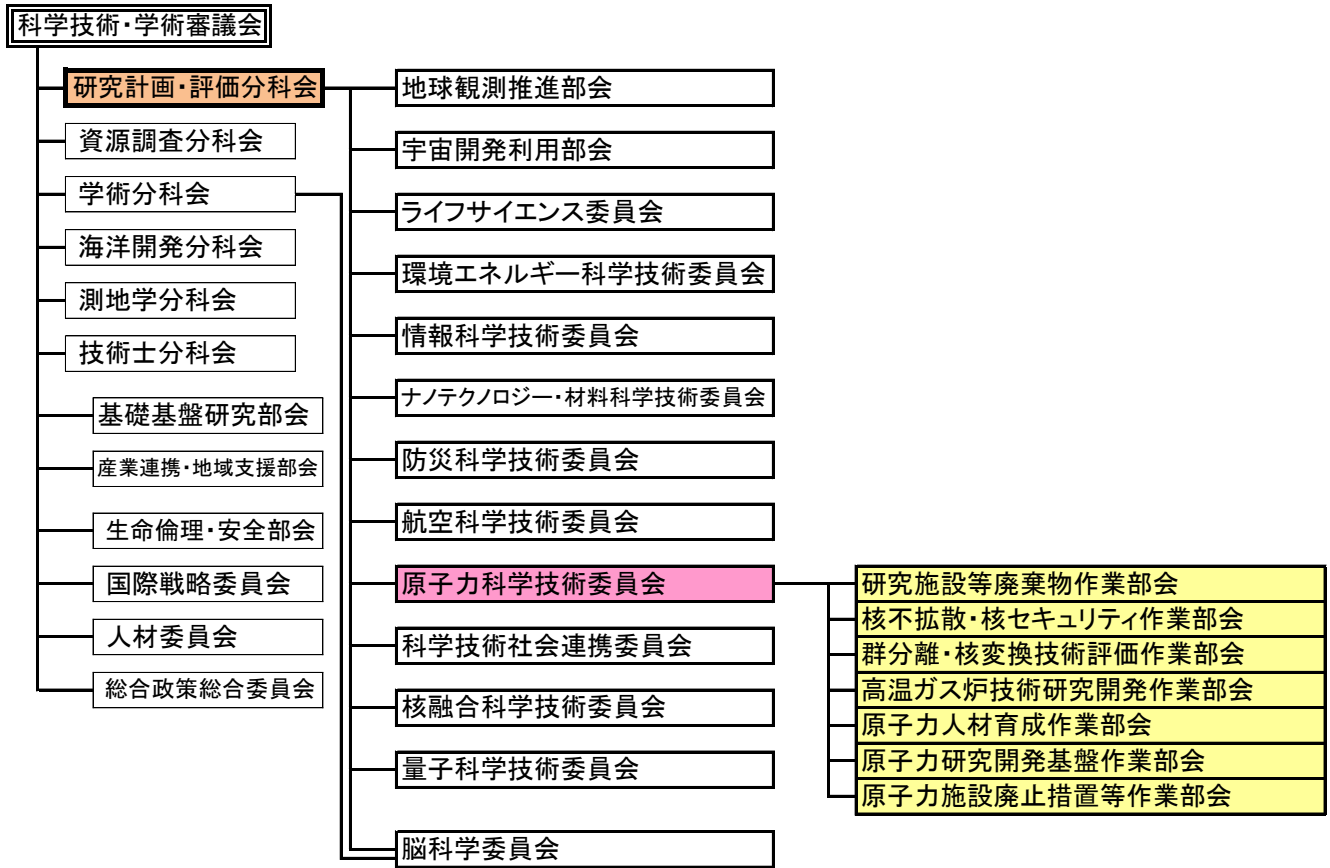 科学技術・学術審議会
研究計画・評価分科会
資源調査分科会
学術分科会
海洋開発分科会
測地学分科会
技術士分科会
基礎基盤研究部会
産業連携・地域支援部会
生命倫理・安全部会
国際戦略委員会
人材委員会
総合政策総合委員会
地球観測推進部会
宇宙開発利用部会
ライフサイエンス委員会
環境エネルギー科学技術委員会
情報科学技術委員会
ナノテクノロジー・材料科学技術委員会
防災科学技術委員会
航空科学技術委員会
原子力科学技術委員会
科学技術社会連携委員会
核融合科学技術委員会
量子科学技術委員会
脳科学委員会
研究施設等廃棄物作業部会
核不拡散・核セキュリティ作業部会
群分離・核変換技術評価作業部会
高温ガス炉技術研究開発作業部会
原子力人材育成作業部会
原子力研究開発基盤作業部会
原子力施設廃止措置等作業部会